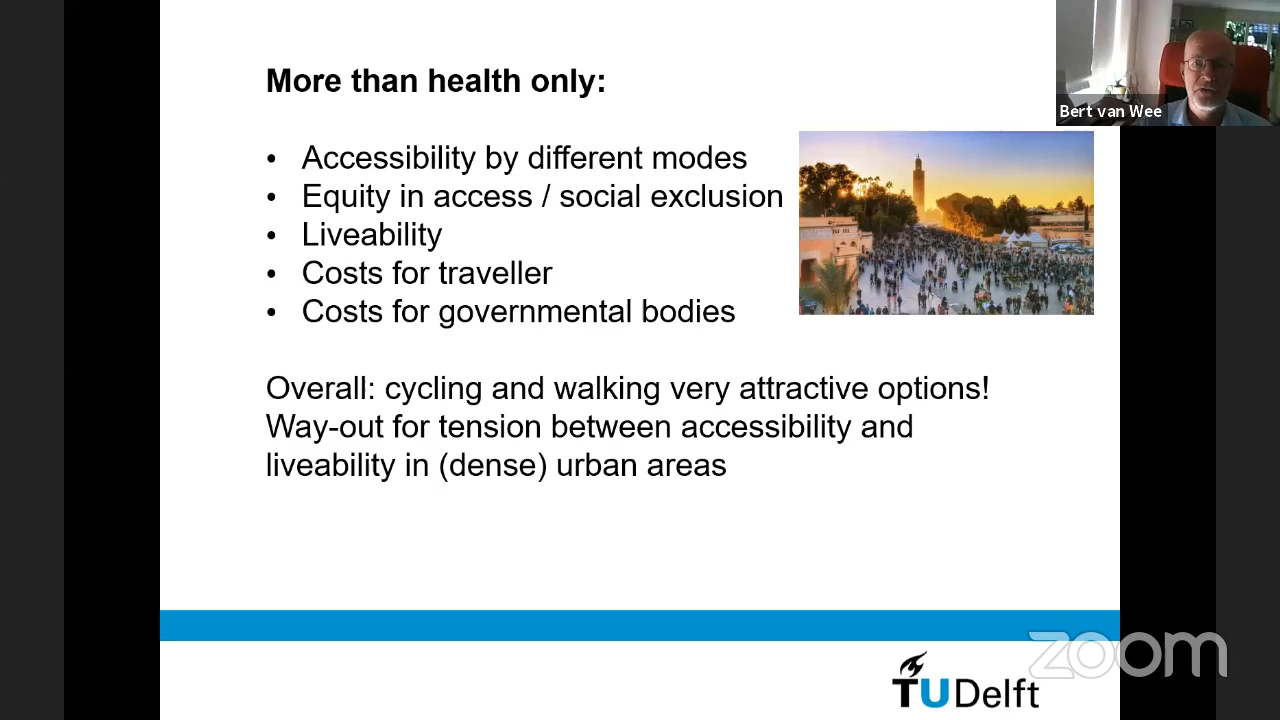 More than health only:
Bert van Wee
• Accessibility by different modes
• Equity in access / social exclusion
• Liveability
• Costs for traveller
• Costs for governmental bodies
Overall: cycling and walking very attractive options!
Way-out for tension between accessibility and
liveability in (dense) urban areas
zoom
TUDelft